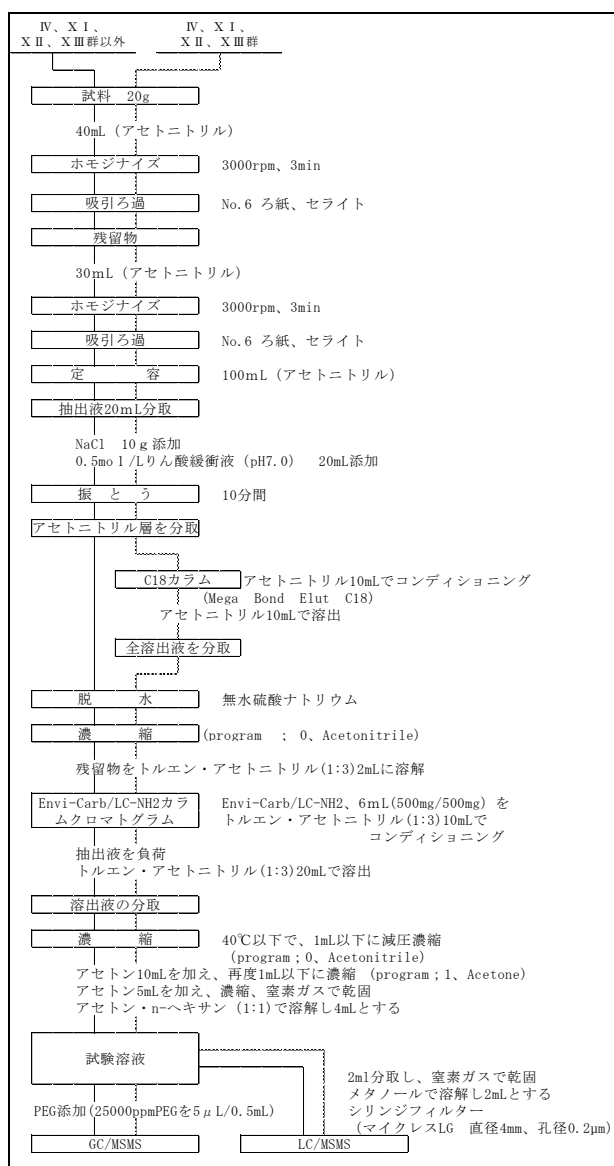 Ⅳ、ＸⅠ、
ＸⅡ、ＸⅢ群以外
Ⅳ、ＸⅠ、
ＸⅡ、ＸⅢ群
試料 20g
40mL (アセトニトリル)
ホモジナイズ 3000rpm、3min
吸引ろ過 No.6 ろ紙、セライト
残留物
30mL (アセトニトリル)
ホモジナイズ 3000rpm、3min
吸引ろ過 No.6 ろ紙、セライト
定 容 100mL (アセトニトリル)
抽出液20mL分取
NaCl 10ｇ添加
0.5mol/Lりん酸緩衝液 (pH7.0) 20mL添加
振 と う 10分間
アセトニトリル層を分取
C18カラム アセトニトリル10mLでコンディショニング
(Mega Bond Elut C18)
アセトニトリル10mLで溶出
全溶出液を分取
脱 水 無水硫酸ナトリウム
濃 縮 (program ; 0、Acetonitrile)
残留物をトルエン・アセトニトリル(1:3)2mLに溶解
Envi-Carb/LC-NH2カラ
ムクロマトグラム
Envi-Carb/LC-NH2、6mL(500mg/500mg) を
トルエン・アセトニトリル(1:3)10mLで
コンディショニング
抽出液を負荷
トルエン・アセトニトリル(1:3)20mLで溶出
溶出液の分取
濃 縮 40℃以下で、1mL以下に減圧濃縮
(program；0、Acetonitrile)
アセトン10mLを加え、再度1mL以下に濃縮 (program；1、Acetone)
アセトン5mLを加え、濃縮、窒素ガスで乾固
アセトン・n-ヘキサン (1:1)で溶解し4mLとする
試験溶液
2ml分取し、窒素ガスで乾固
メタノールで溶解し2mLとする
シリンジフィルター
(マイクレスLG 直径4mm、孔径0.2μm)
PEG添加(25000ppmPEGを5μL/0.5mL)
GC/MSMS LC/MSMS